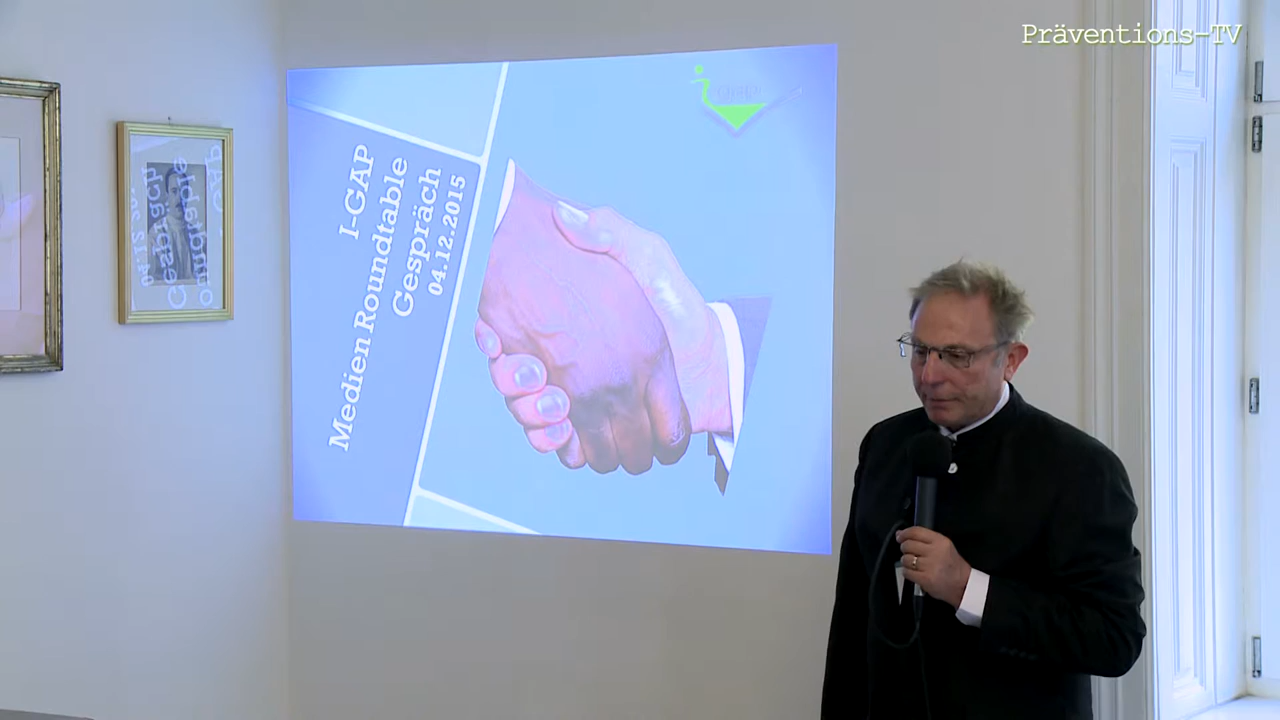 Präventions-TV
I-GAP
Medien Roundtable
Gespräch
04.12.2015